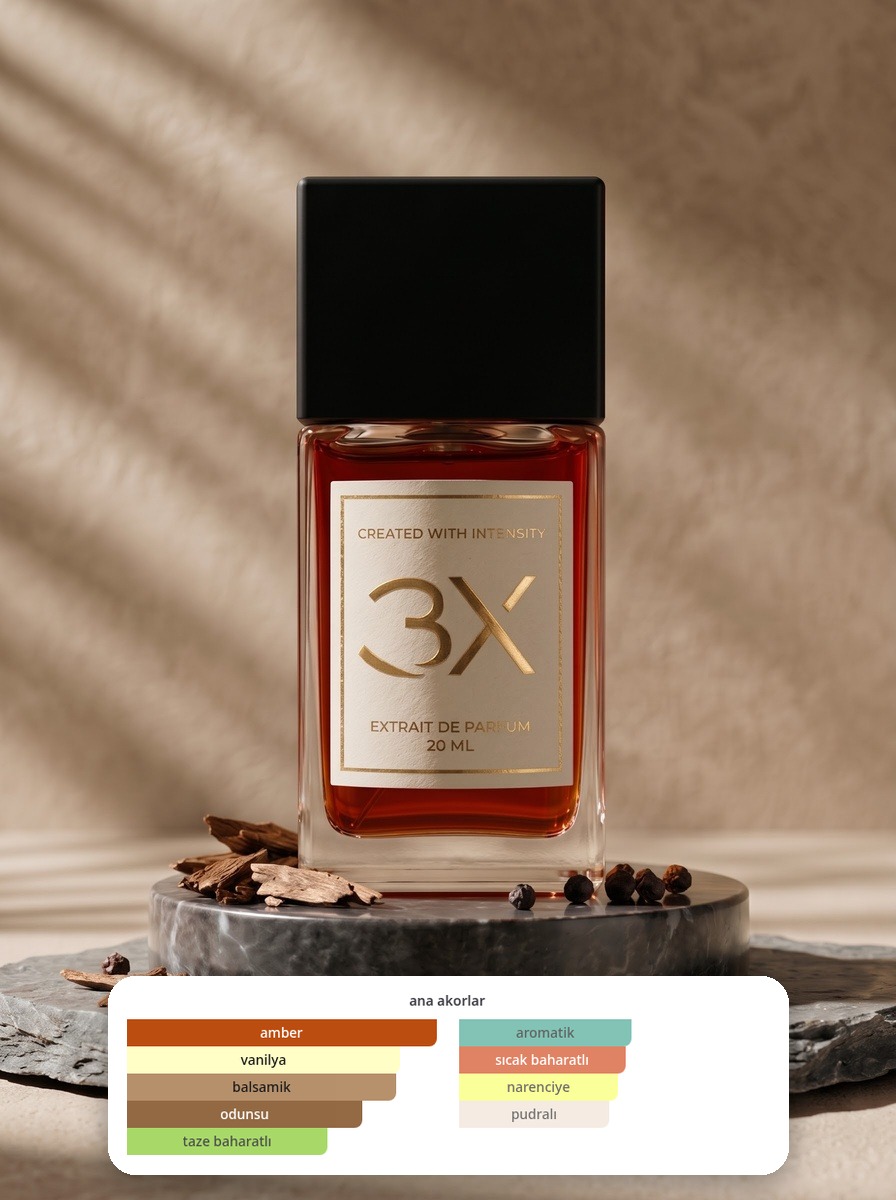 CREATED WITH INTENSITY
3X
EXTRAIT DE PARFUM
20 ML
ana akorlar
amber
vanilya
balsamik
odunsu
taze baharatlı
aromatik
sıcak baharatlı
narenciye
pudralı